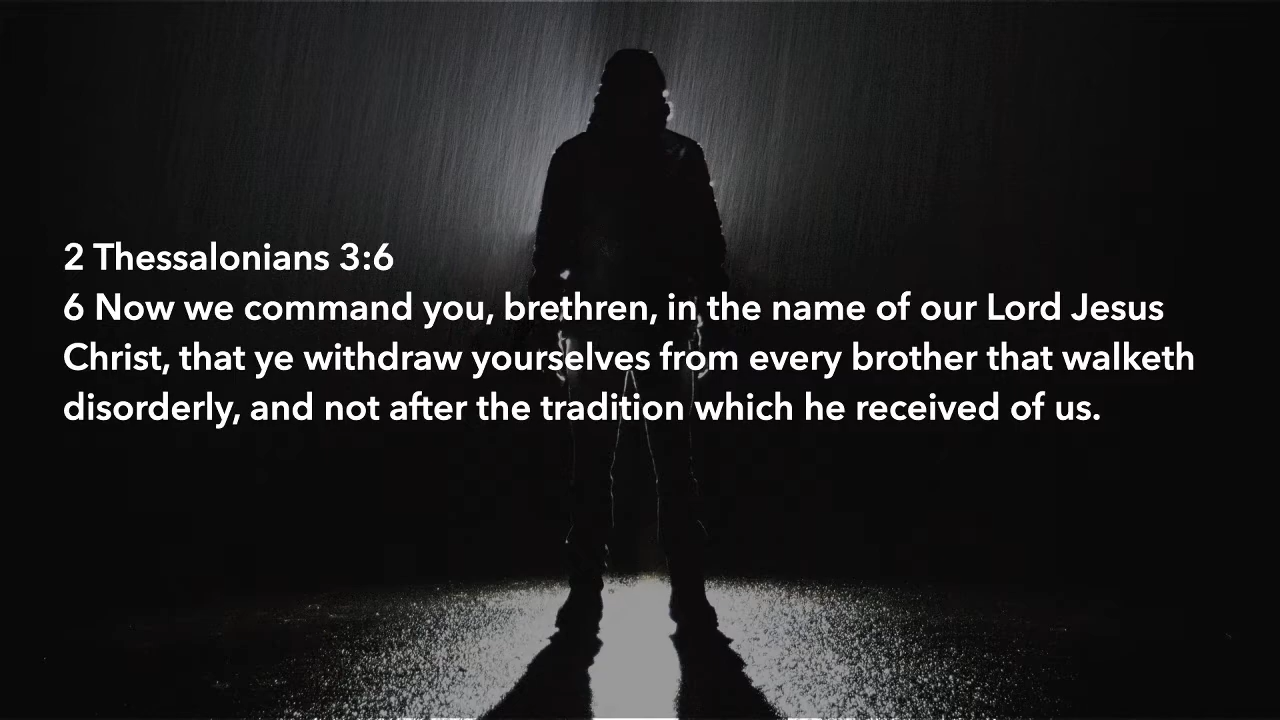 2 Thessalonians 3:6
6 Now we command you, brethren, in the name of our Lord Jesus
Christ, that ye withdraw yourselves from every brother that walketh
disorderly, and not after the tradition which he received of us.